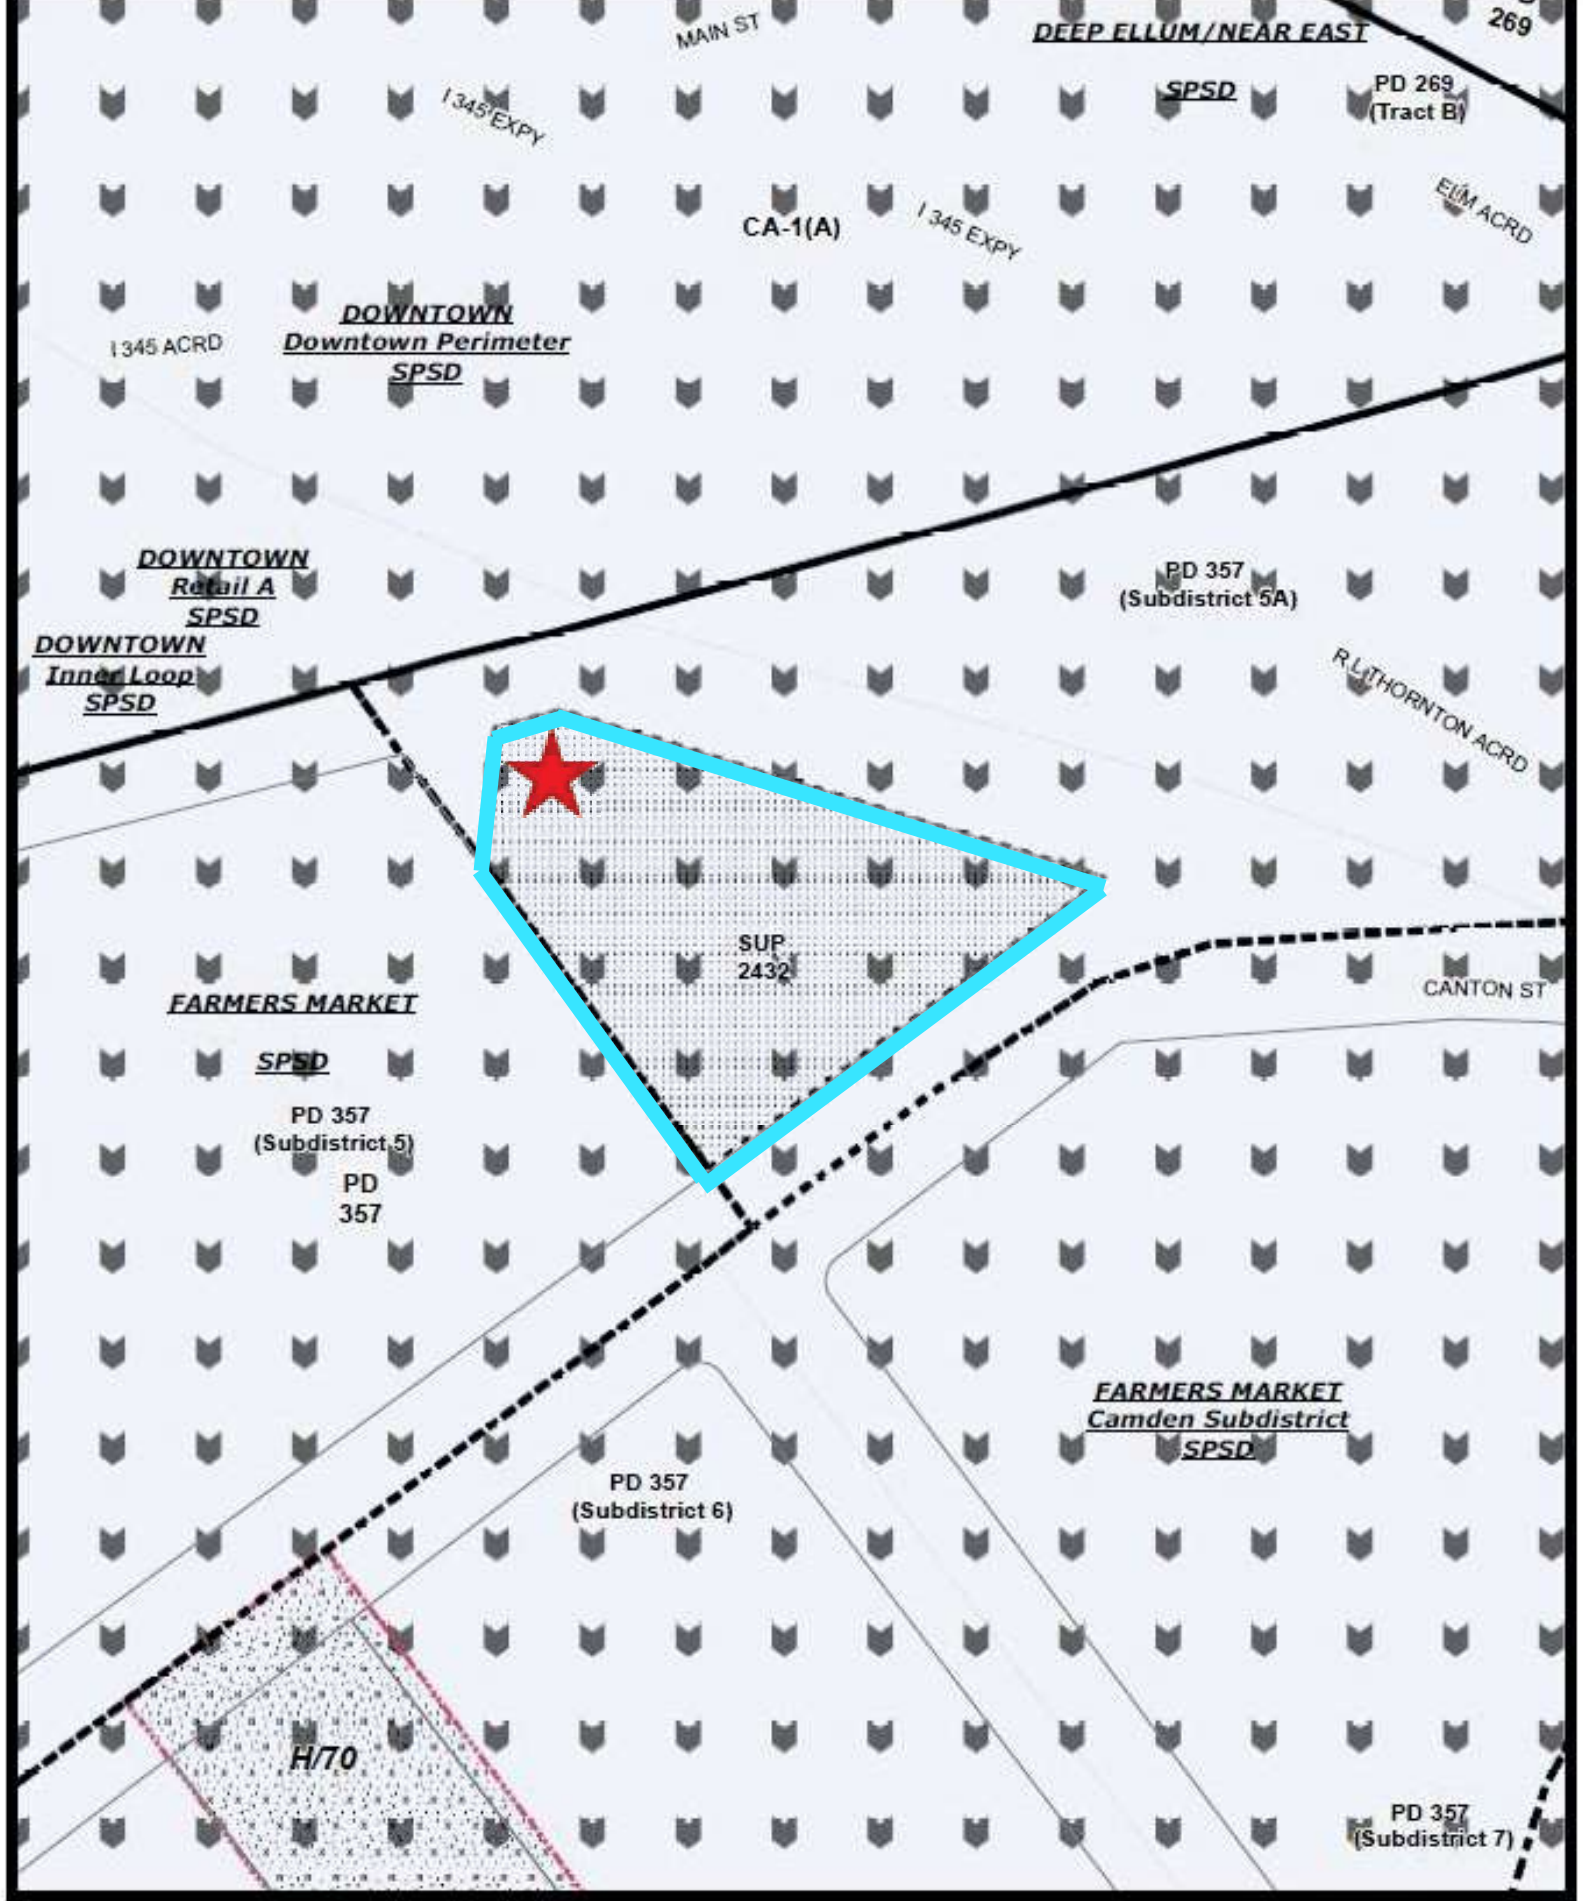 MAIN ST
DEEP ELLUM/NEAR EAST
SPSD
269
PD 269
(Tract B)
I 345 EXPY
ELM ACRD
CA-1(A)
I 345 EXPY
DOWNTOWN
Downtown Perimeter
SPSD
I 345 ACRD
DOWNTOWN
Retail A
SPSD
PD 357
(Subdistrict 5A)
DOWNTOWN
Inner Loop
SPSD
R L THORNTON ACRD
SUP
2432
CANTON ST
FARMERS MARKET
SPSD
PD 357
(Subdistrict 5)
PD
357
FARMERS MARKET
Camden Subdistrict
SPSD
PD 357
(Subdistrict 6)
H/70
PD 357
(Subdistrict 7)